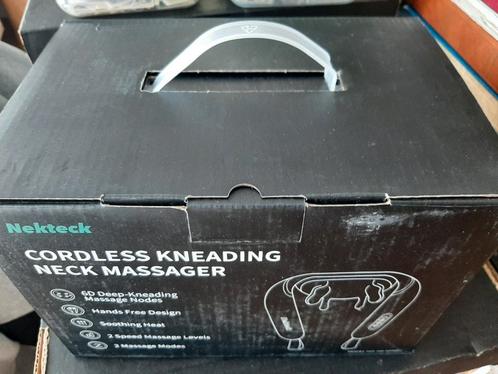 Nekteck
CORDLESS KNEADING
NECK MASSAGER
6D Deep-Kneading
Massage Nodes
Hands Free Design
Soothing Heat
2 Speed Massage Levels
3 Massage Modes